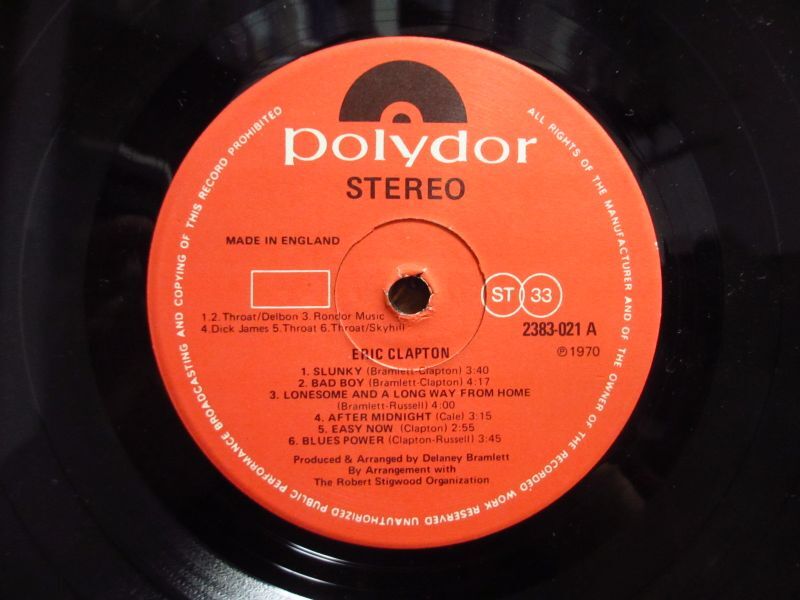 polydor
STEREO
MADE IN ENGLAND
ST 33
1.2. Throat/Delbon 3. Rondor Music
4.Dick James 5.Throat 6.Throat/Skyhill
2383-021 A
ERIC CLAPTON
℗ 1970
1. SLUNKY (Bramlett-Clapton) 3:40
2. BAD BOY (Bramlett-Clapton) 4:17
3. LONESOME AND A LONG WAY FROM HOME
(Bramlett-Russell) 4:00
4. AFTER MIDNIGHT (Cale) 3:15
5. EASY NOW (Clapton) 2:55
6. BLUES POWER (Clapton-Russell) 3:45
Produced & Arranged by Delaney Bramlett
By Arrangement with
The Robert Stigwood Organization
ALL RIGHTS OF THE MANUFACTURER AND OF THE OWNER OF THE RECORDED WORK RESERVED UNAUTHORIZED PUBLIC PERFORMANCE BROADCASTING AND COPYING OF THIS RECORD PROHIBITED